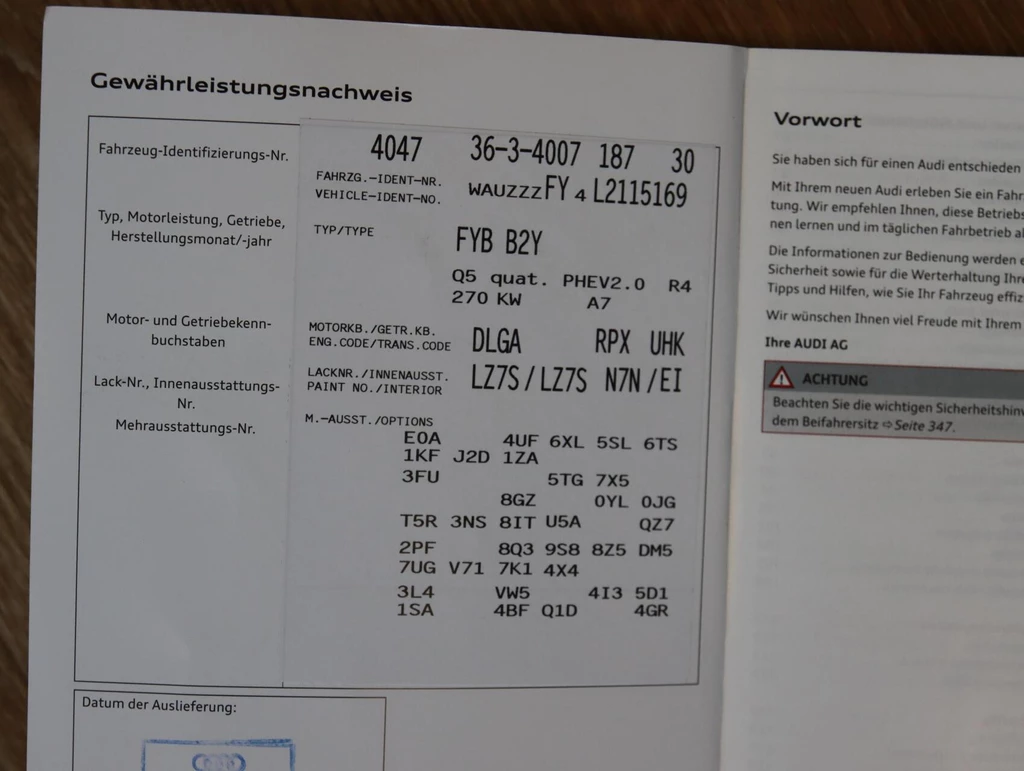 Gewährleistungsnachweis
Fahrzeug-Identifizierungs-Nr.
4047 36-3-4007 187 30
FAHRZG.-IDENT-NR.
VEHICLE-IDENT-NO. WAUZZZFY4L2115169
Typ, Motorleistung, Getriebe,
Herstellungsmonat/-jahr
TYP/TYPE FYB B2Y
Q5 quat. PHEV2.0 R4
270 KW A7
Motor- und Getriebekenn-
buchstaben
MOTORKB./GETR.KB.
ENG.CODE/TRANS.CODE DLGA RPX UHK
Lack-Nr., Innenausstattungs-
Nr.
LACKNR./INNENAUSST.
PAINT NO./INTERIOR LZ7S/LZ7S N7N/EI
Mehrausstattungs-Nr.
M.-AUSST./OPTIONS
E0A 4UF 6XL 5SL 6TS
1KF J2D 1ZA
3FU 5TG 7X5
8GZ 0YL 0JG
T5R 3NS 8IT U5A QZ7
2PF 8Q3 9S8 8Z5 DM5
7UG V71 7K1 4X4
3L4 VW5 4I3 5D1
1SA 4BF Q1D 4GR
Datum der Auslieferung:
Vorwort
Sie haben sich für einen Audi entschieden
Mit Ihrem neuen Audi erleben Sie ein Fahr
tung. Wir empfehlen Ihnen, diese Betriebs
nen lernen und im täglichen Fahrbetrieb a
Die Informationen zur Bedienung werden e
Sicherheit sowie für die Werterhaltung Ihre
Tipps und Hilfen, wie Sie Ihr Fahrzeug effiz
Wir wünschen Ihnen viel Freude mit Ihrem
Ihre AUDI AG
ACHTUNG
Beachten Sie die wichtigen Sicherheitshinw
dem Beifahrersitz ⇨ Seite 347.